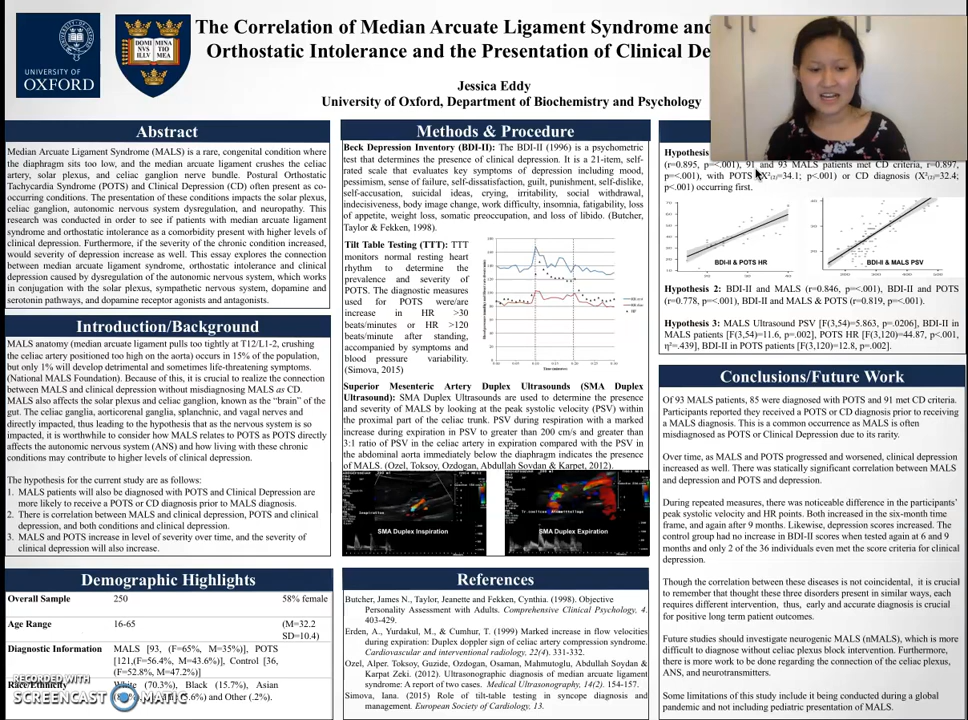 The Correlation of Median Arcuate Ligament Syndrome and
Orthostatic Intolerance and the Presentation of Clinical De
Jessica Eddy
University of Oxford, Department of Biochemistry and Psychology
UNIVERSITY OF
OXFORD
DOMI MINA
NVS TIO
ILLV MEA
Abstract
Median Arcuate Ligament Syndrome (MALS) is a rare, congenital condition where
the diaphragm sits too low, and the median arcuate ligament crushes the celiac
artery, solar plexus, and celiac ganglion nerve bundle. Postural Orthostatic
Tachycardia Syndrome (POTS) and Clinical Depression (CD) often present as co-
occurring conditions. The presentation of these conditions impacts the solar plexus,
celiac ganglion, autonomic nervous system dysregulation, and neuropathy. This
research was conducted in order to see if patients with median arcuate ligament
syndrome and orthostatic intolerance as a comorbidity present with higher levels of
clinical depression. Furthermore, if the severity of the chronic condition increased,
would severity of depression increase as well. This essay explores the connection
between median arcuate ligament syndrome, orthostatic intolerance and clinical
depression caused by dysregulation of the autonomic nervous system, which works
in conjunction with the solar plexus, sympathetic nervous system, dopamine and
serotonin pathways, and dopamine receptor agonists and antagonists.
Introduction/Background
MALS anatomy (median arcuate ligament pulls too tightly at T12/L1-2, crushing
the celiac artery positioned too high on the aorta) occurs in 15% of the population,
but only 1% will develop detrimental and sometimes life-threating symptoms.
(National MALS Foundation). Because of this, it is crucial to realize the connection
between MALS and clinical depression without misdiagnosing MALS as CD.
MALS also affects the solar plexus and celiac ganglion, known as the "brain" of the
gut. The celiac ganglia, aorticorenal ganglia, splanchnic, and vagal nerves and
directly impacted, thus leading to the hypothesis that as the nervous system is so
impacted, it is worthwhile to consider how MALS relates to POTS as POTS directly
affects the autonomic nervous system (ANS) and how living with these chronic
conditions may contribute to higher levels of clinical depression.
The hypothesis for the current study are as follows:
1. MALS patients will also be diagnosed with POTS and Clinical Depression are
more likely to receive a POTS or CD diagnosis prior to MALS diagnosis.
2. There is correlation between MALS and clinical depression, POTS and clinical
depression, and both conditions and clinical depression.
3. MALS and POTS increase in level of severity over time, and the severity of
clinical depression will also increase.
Demographic Highlights
Overall Sample 250 58% female
Age Range 16-65 (M=32.2
SD=10.4)
Diagnostic Information MALS [93, (F=65%, M=35%)], POTS
[121,(F=56.4%, M=43.6%)], Control [36,
(F=52.8%, M=47.2%)]
Race/Ethnicity White (70.3%), Black (15.7%), Asian
and Other (.2%).
RECORDED WITH
SCREENCAST MATIC
Methods & Procedure
Beck Depression Inventory (BDI-II): The BDI-II (1996) is a psychometric
test that determines the presence of clinical depression. It is a 21-item, self-
rated scale that evaluates key symptoms of depression including mood,
pessimism, sense of failure, self-dissatisfaction, guilt, punishment, self-dislike,
self-accusation, suicidal ideas, crying, irritability, social withdrawal,
indecisiveness, body image change, work difficulty, insomnia, fatigability, loss
of appetite, weight loss, somatic preoccupation, and loss of libido. (Butcher,
Taylor & Fekken, 1998).
Tilt Table Testing (TTT): TTT
monitors normal resting heart
rhythm to determine the
prevalence and severity of
POTS. The diagnostic measures
used for POTS were/are
increase in HR >30
beats/minutes or HR >120
beats/minute after standing,
accompanied by symptoms and
blood pressure variability.
(Simova, 2015)
Superior Mesenteric Artery Duplex Ultrasounds (SMA Duplex
Ultrasound): SMA Duplex Ultrasounds are used to determine the presence
and severity of MALS by looking at the peak systolic velocity (PSV) within
the proximal part of the celiac trunk. PSV during respiration with a marked
increase during expiration in PSV to greater than 200 cm/s and greater than
3:1 ratio of PSV in the celiac artery in expiration compared with the PSV in
the abdominal aorta immediately below the diaphragm indicates the presence
of MALS. (Ozel, Toksoy, Ozdogan, Abdullah Soydan & Karpet, 2012).
SMA Duplex Inspiration
SMA Duplex Expiration
References
Butcher, James N., Taylor, Jeanette and Fekken, Cynthia. (1998). Objective
Personality Assessment with Adults. Comprehensive Clinical Psychology, 4.
403-429.
Erden, A., Yurdakul, M., & Cumhur, T. (1999) Marked increase in flow velocities
during expiration: Duplex doppler sign of celiac artery compression syndrome.
Cardiovascular and interventional radiology, 22(4). 331-332.
Ozel, Alper. Toksoy, Guzide, Ozdogan, Osman, Mahmutoglu, Abdullah Soydan &
Karpat Zeki. (2012). Ultrasonographic diagnosis of median arcuate ligament
syndrome: A report of two cases. Medical Ultrasonography, 14(2). 154-157.
Simova, Iana. (2015) Role of tilt-table testing in syncope diagnosis and
management. European Society of Cardiology, 13.
Hypothesis
(r=0.895, p=<.001), 91 and 93 MALS patients met CD criteria, r=0.897,
p=<.001), with POTS X²(2)=34.1; p<.001) or CD diagnosis (X²(2)=32.4;
p<.001) occurring first.
BDI-II & POTS HR
BDI-II & MALS PSV
Hypothesis 2: BDI-II and MALS (r=0.846, p=<.001), BDI-II and POTS
(r=0.778, p=<.001), BDI-II and MALS & POTS (r=0.819, p=<.001).
Hypothesis 3: MALS Ultrasound PSV [F(3,54)=5.863, p=.0206), BDI-II in
MALS patients [F(3,54)=11.6, p=.002], POTS HR [F(3,120)=44.87, p<.001,
η²=.439], BDI-II in POTS patients [F(3,120)=12.8, p=.002].
Conclusions/Future Work
Of 93 MALS patients, 85 were diagnosed with POTS and 91 met CD criteria.
Participants reported they received a POTS or CD diagnosis prior to receiving
a MALS diagnosis. This is a common occurrence as MALS is often
misdiagnosed as POTS or Clinical Depression due to its rarity.
Over time, as MALS and POTS progressed and worsened, clinical depression
increased as well. There was statically significant correlation between MALS
and depression and POTS and depression.
During repeated measures, there was noticeable difference in the participants'
peak systolic velocity and HR points. Both increased in the six-month time
frame, and again after 9 months. Likewise, depression scores increased. The
control group had no increase in BDI-II scores when tested again at 6 and 9
months and only 2 of the 36 individuals even met the score criteria for clinical
depression.
Though the correlation between these diseases is not coincidental, it is crucial
to remember that thought these three disorders present in similar ways, each
requires different intervention, thus, early and accurate diagnosis is crucial
for positive long term patient outcomes.
Future studies should investigate neurogenic MALS (nMALS), which is more
difficult to diagnose without celiac plexus block intervention. Furthermore,
there is more work to be done regarding the connection of the celiac plexus,
ANS, and neurotransmitters.
Some limitations of this study include it being conducted during a global
pandemic and not including pediatric presentation of MALS.